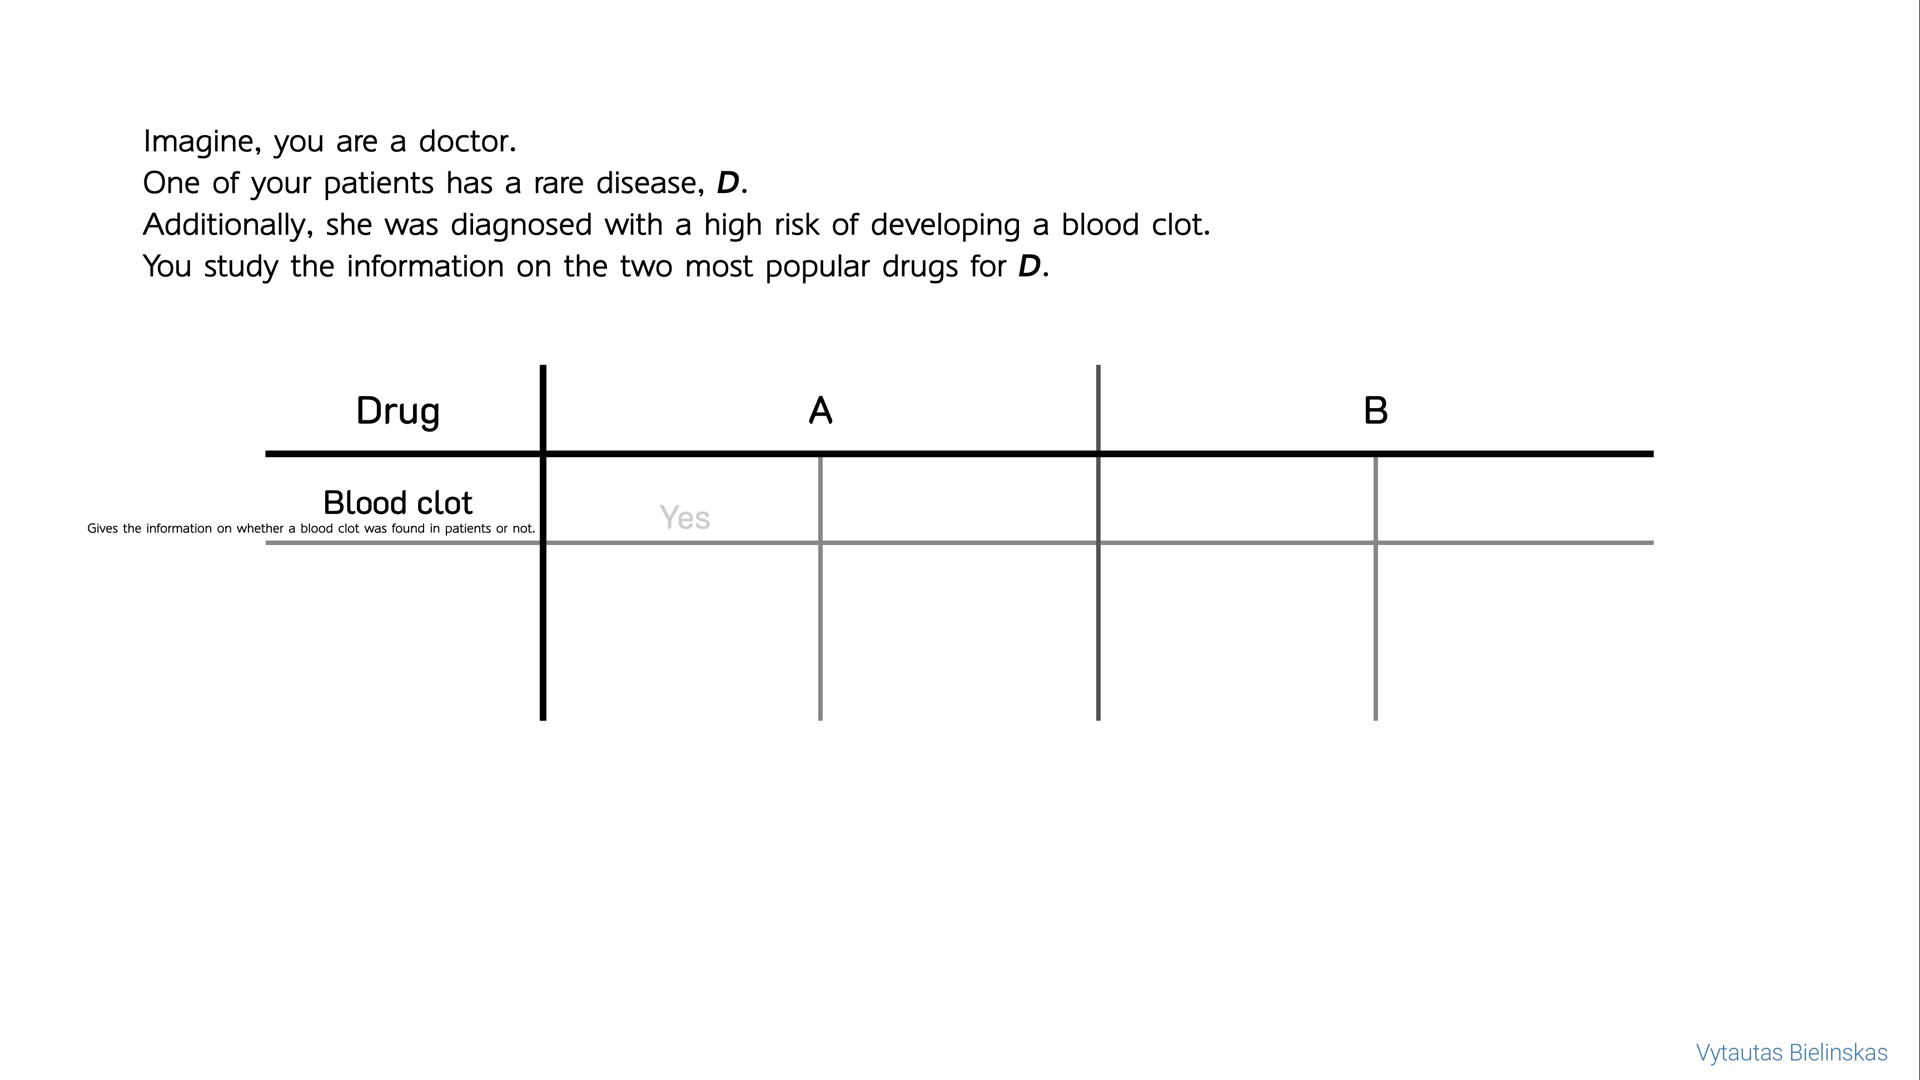 Imagine, you are a doctor.
One of your patients has a rare disease, D.
Additionally, she was diagnosed with a high risk of developing a blood clot.
You study the information on the two most popular drugs for D.
Drug A B
Blood clot Yes
Gives the information on whether a blood clot was found in patients or not.
Vytautas Bielinskas